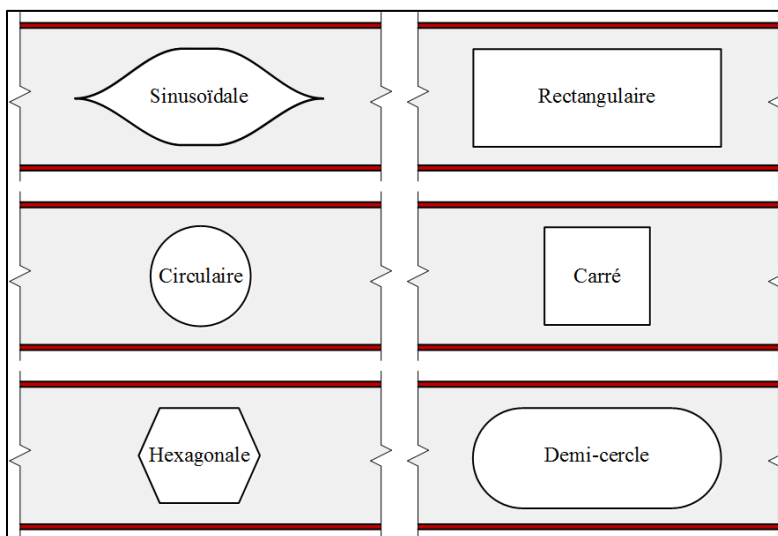 Sinusoïdale
Rectangulaire
Circulaire
Carré
Hexagonale
Demi-cercle